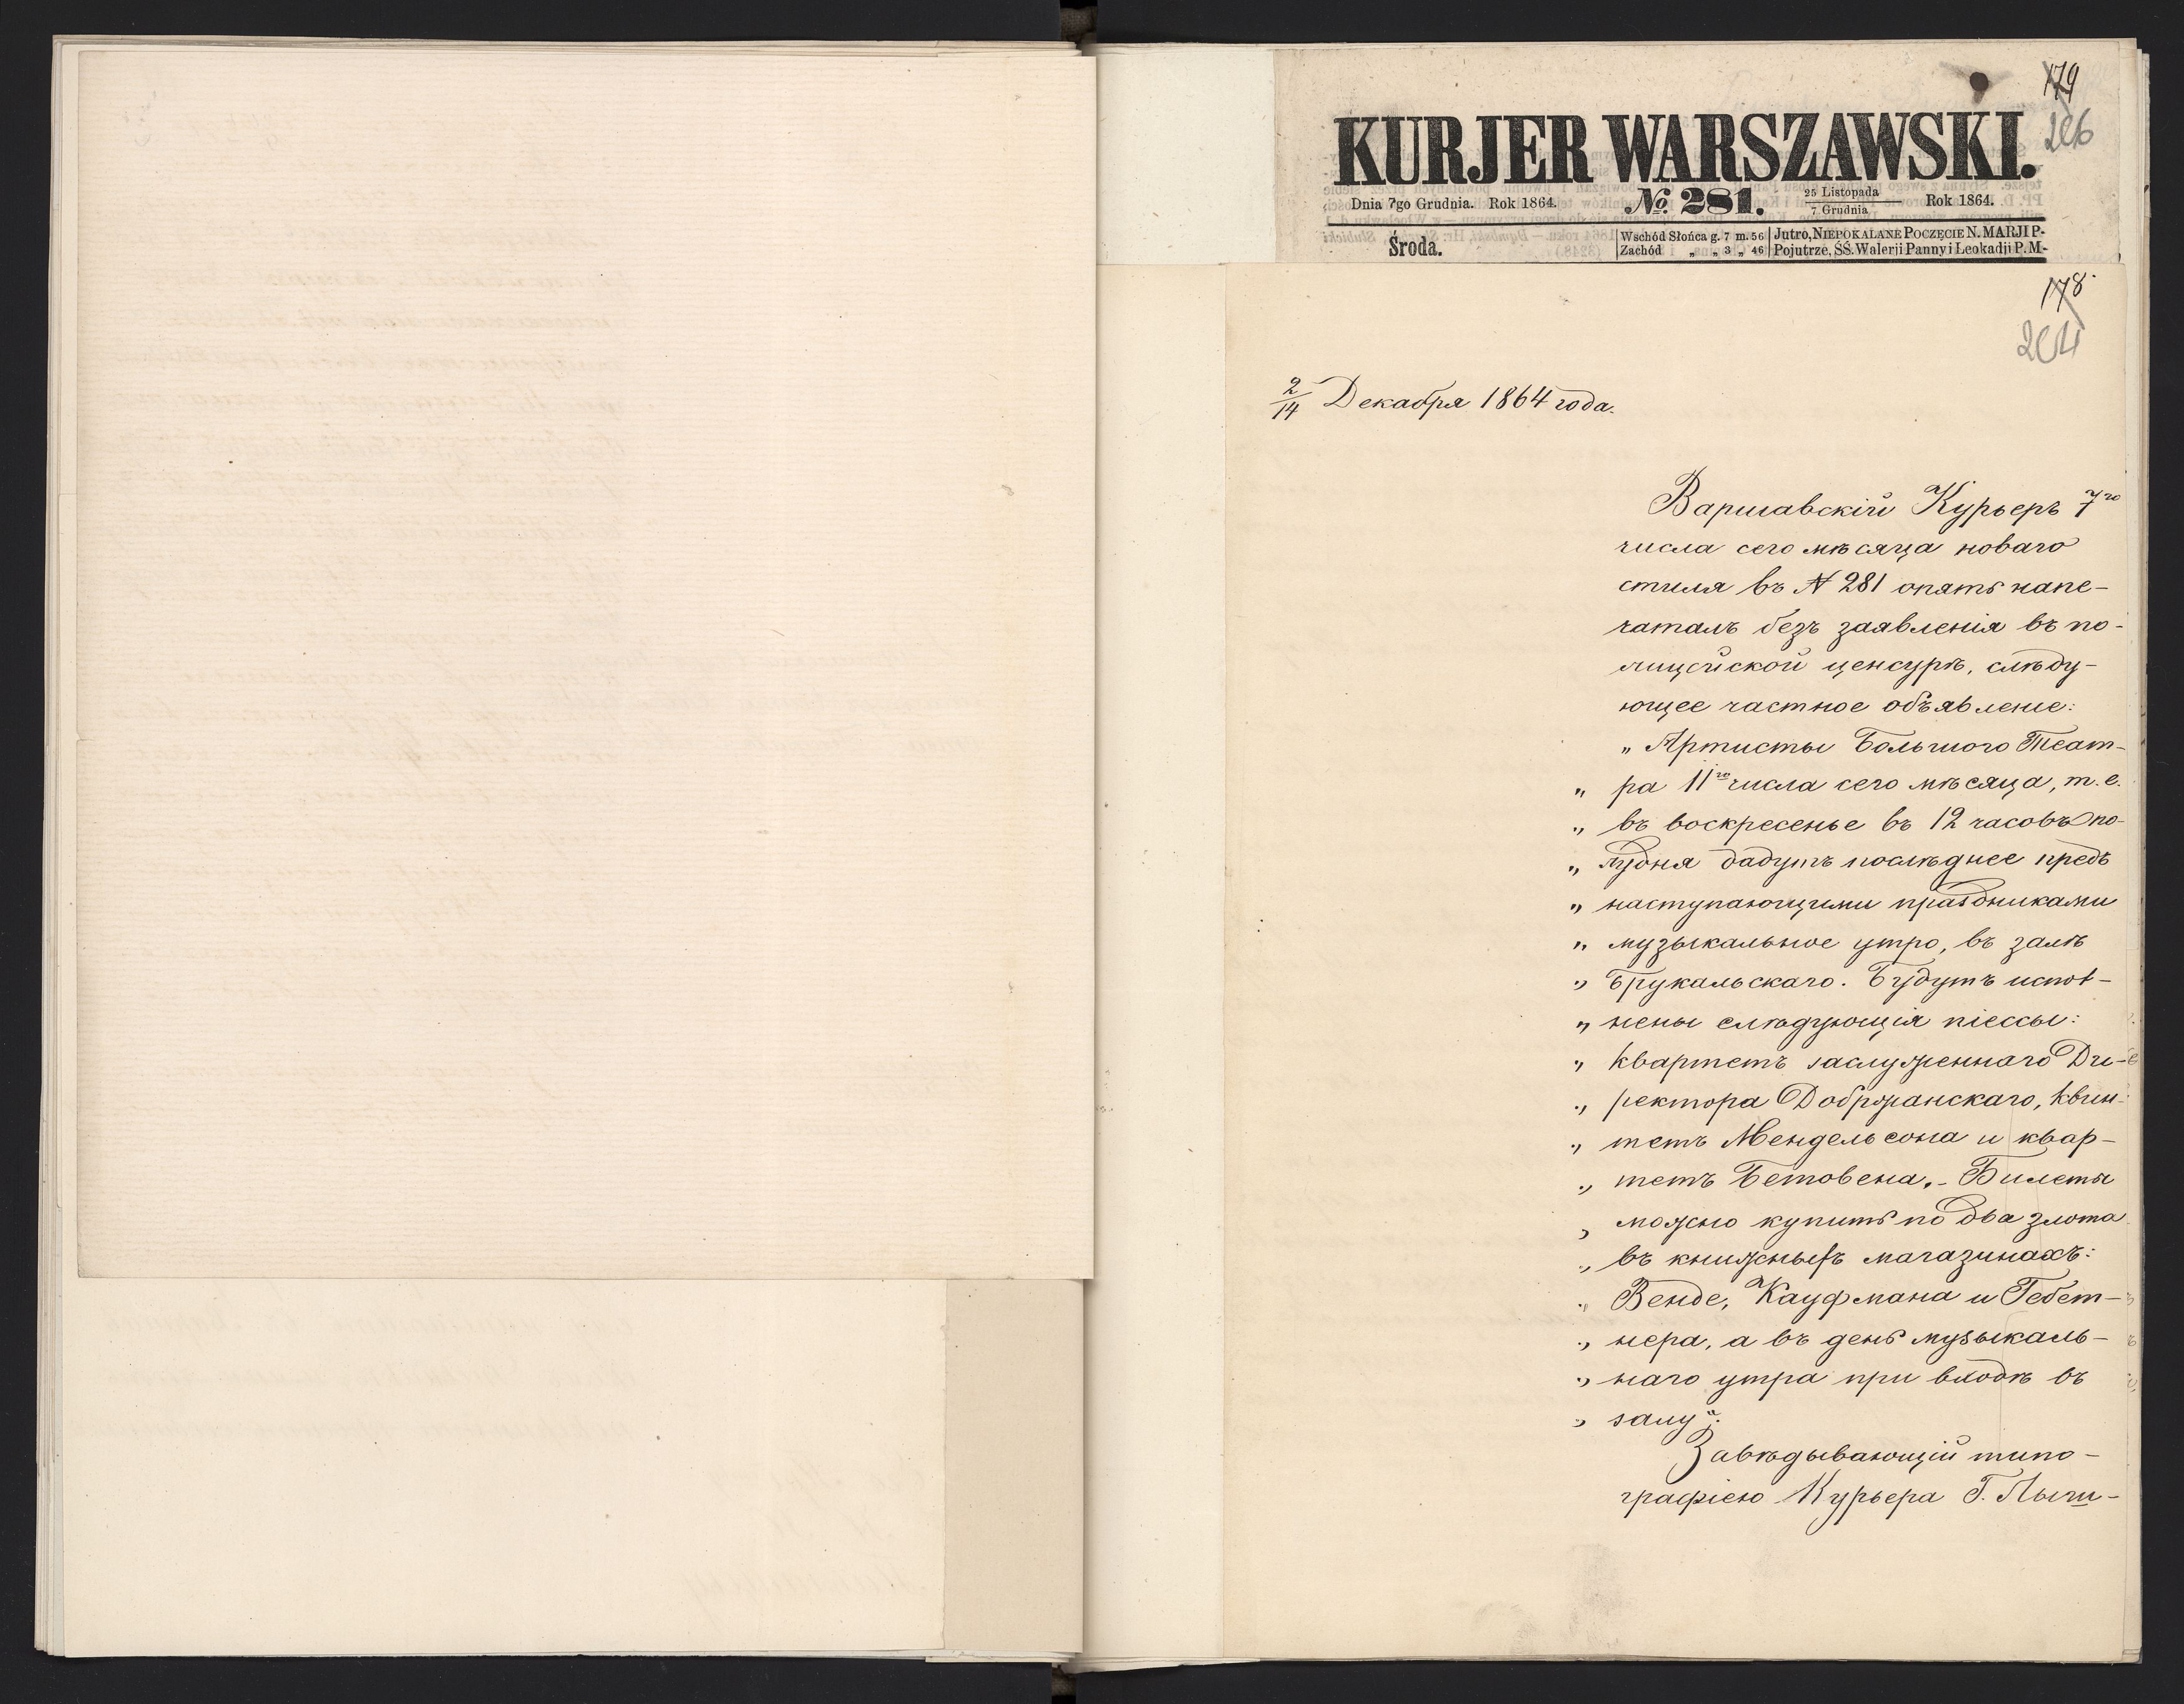 179
206
KURJER WARSZAWSKI.
Dnia 7go Grudnia. Rok 1864. № 281. 25 Listopada / 7 Grudnia Rok 1864.
Środa. Wschód Słońca g. 7 m. 56 Jutro, NIEPOKALANE POCZĘCIE N. MARJI P.
Zachód „ „ 3 „ 46 Pojutrze, ŚŚ. Walerji Panny i Leokadji P. M.
178
204
2/14 Декабря 1864 года.
Варшавскій Курьеръ 7го
числа сего мѣсяца новаго
стиля въ N 281 опять напе-
чаталъ безъ заявленія въ по-
лицейской ценсурѣ, слѣду-
ющее частное объявленіе:
„ Артисты Большого Теат-
„ ра 11го числа сего мѣсяца, т. е.
„ въ воскресенье въ 12 часовъ по-
„ лудня дадутъ послѣднее предъ
„ наступающими праздниками
„ музыкальное утро, въ залѣ
„ Брукальскаго. Будутъ испол-
„ нены слѣдующія піессы:
„ Квартетъ заслуженнаго Ди-
„ ректора Добржанскаго, квин-
„ тетъ Мендельсона и квар-
„ тетъ Бетовена. - Билеты
„ можно купить по два злота
„ въ книжныхъ магазинахъ:
„ Венде, Кауфмана и Гебет-
„ нера, а въ день музыкаль-
„ наго утра при входѣ въ
„ залу“.
Завѣдывающій типо-
графіею Курьера Г. Лычи-